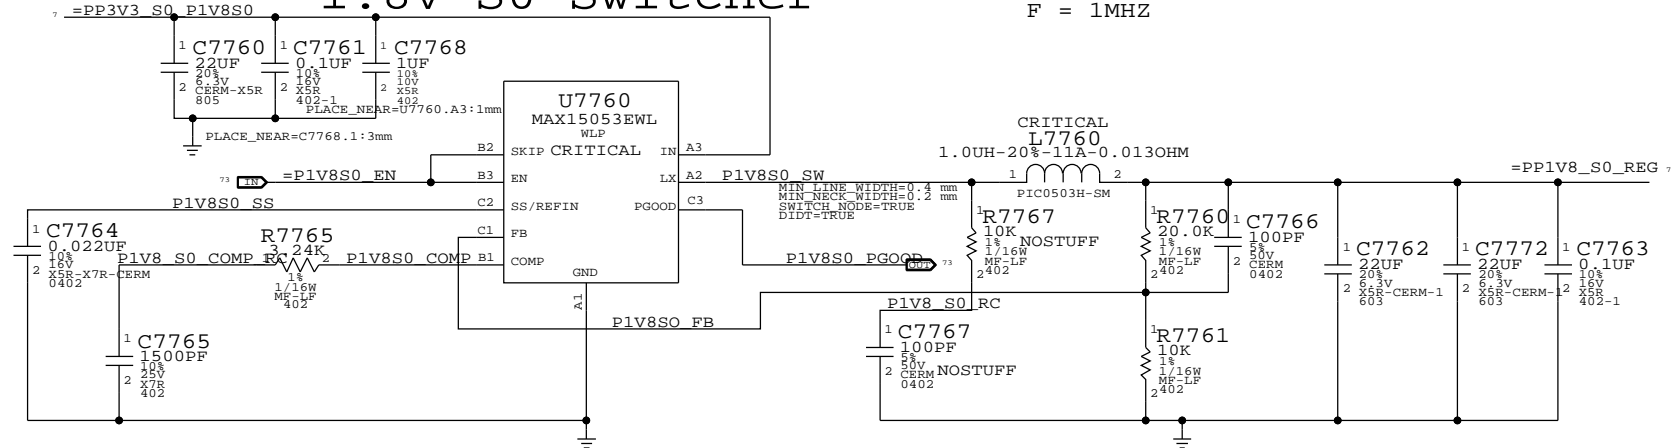 1.8V S0 Switcher
F = 1MHZ
7
=PP3V3_S0_P1V8S0
1
C7760
22UF
20%
6.3V
CERM-X5R
805
2
1
C7761
0.1UF
10%
16V
X5R
402-1
2
1
C7768
1UF
10%
10V
X5R
402
2
PLACE_NEAR=U7760.A3:1mm
PLACE_NEAR=C7768.1:3mm
U7760
MAX15053EWL
WLP
CRITICAL
B2
SKIP
IN
A3
B3
EN
LX
A2
C2
SS/REFIN
PGOOD
C3
C1
FB
B1
COMP
GND
A1
73
IN
=P1V8S0_EN
P1V8S0_SS
1
C7764
0.022UF
10%
16V
X5R-X7R-CERM
0402
2
P1V8_S0_COMP_RC
R7765
3.24K
1
2
1%
1/16W
MF-LF
402
P1V8S0_COMP
1
C7765
1500PF
10%
25V
X7R
402
2
P1V8S0_SW
MIN_LINE_WIDTH=0.4 mm
MIN_NECK_WIDTH=0.2 mm
SWITCH_NODE=TRUE
DIDT=TRUE
CRITICAL
L7760
1.0UH-20%-11A-0.013OHM
1
2
PIC0503H-SM
=PP1V8_S0_REG
7
P1V8S0_PGOOD
OUT
73
1
R7767
10K
1%
1/16W
MF-LF
402
2
NOSTUFF
P1V8_S0_RC
1
C7767
100PF
5%
50V
CERM
0402
2
NOSTUFF
P1V8SO_FB
1
R7760
20.0K
1%
1/16W
MF-LF
402
2
1
C7766
100PF
5%
50V
CERM
0402
2
1
R7761
10K
1%
1/16W
MF-LF
402
2
1
C7762
22UF
20%
6.3V
X5R-CERM-1
603
2
1
C7772
22UF
20%
6.3V
X5R-CERM-1
603
2
1
C7763
0.1UF
10%
16V
X5R
402-1
2